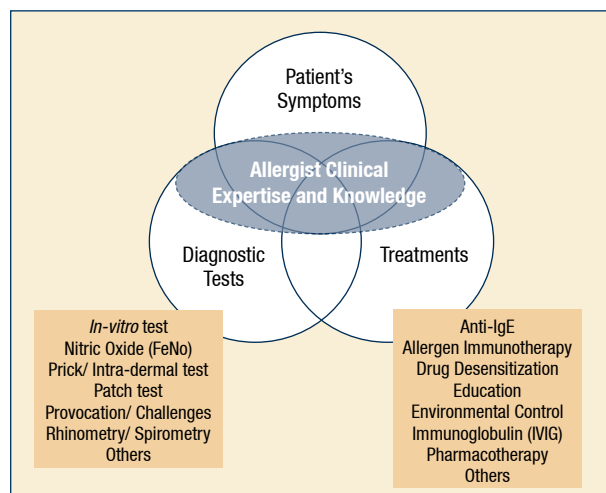 Patient's
Symptoms
Allergist Clinical
Expertise and Knowledge
Diagnostic
Tests
Treatments
In-vitro test
Nitric Oxide (FeNo)
Prick/ Intra-dermal test
Patch test
Provocation/ Challenges
Rhinometry/ Spirometry
Others
Anti-IgE
Allergen Immunotherapy
Drug Desensitization
Education
Environmental Control
Immunoglobulin (IVIG)
Pharmacotherapy
Others